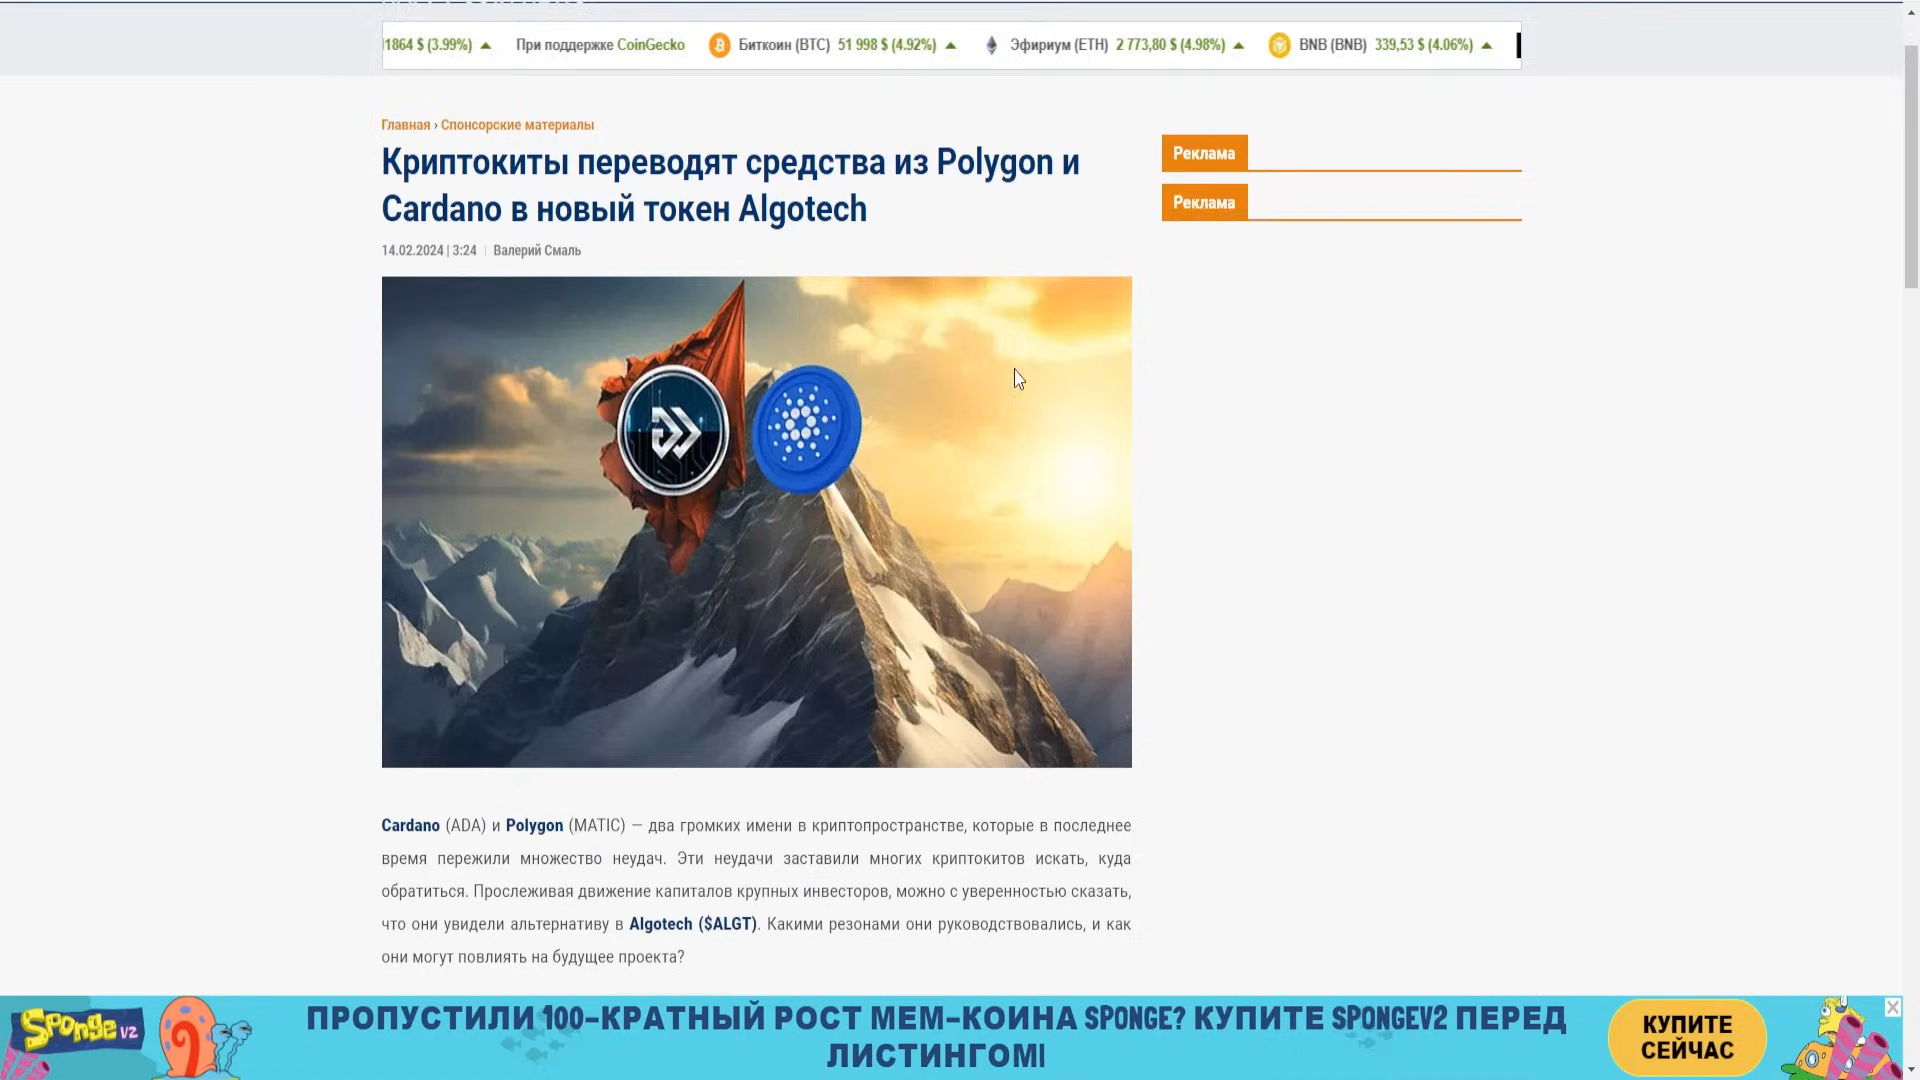 1864 $ (3.99%) При поддержке CoinGecko Биткоин (BTC) 51 998 $ (4.92%) Эфириум (ETH) 2 773,80 $ (4.98%) BNB (BNB) 339,53 $ (4.06%)
Главная › Спонсорские материалы
Криптокиты переводят средства из Polygon и
Cardano в новый токен Algotech
14.02.2024 | 3:24 Валерий Смаль
Реклама
Реклама
Cardano (ADA) и Polygon (MATIC) — два громких имени в криптопространстве, которые в последнее
время пережили множество неудач. Эти неудачи заставили многих криптокитов искать, куда
обратиться. Прослеживая движение капиталов крупных инвесторов, можно с уверенностью сказать,
что они увидели альтернативу в Algotech ($ALGT). Какими резонами они руководствовались, и как
они могут повлиять на будущее проекта?
Sponge V2
ПРОПУСТИЛИ 100-КРАТНЫЙ РОСТ МЕМ-КОИНА SPONGE? КУПИТЕ SPONGEV2 ПЕРЕД
ЛИСТИНГОМ!
КУПИТЕ
СЕЙЧАС